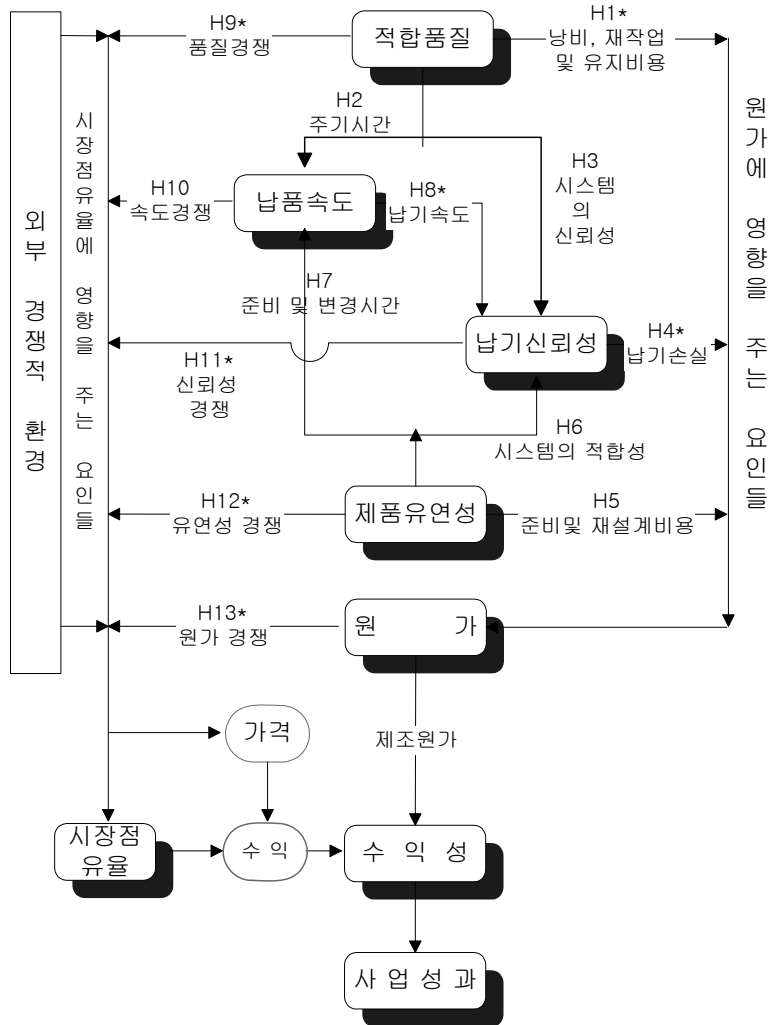 H9*
품질경쟁
적합품질
H1*
낭비, 재작업
및 유지비용
H2
주기시간
H3
시스템
의
신뢰성
H10
속도경쟁
납품속도
H8*
납기속도
H7
준비 및 변경시간
납기신뢰성
H4*
납기손실
H11*
신뢰성
경쟁
H6
시스템의 적합성
H12*
유연성 경쟁
제품유연성
H5
준비및 재설계비용
H13*
원가 경쟁
원 가
외부 경쟁적 환경
시장점유율에 영향을 주는 요인들
원가에 영향을 주는 요인들
가격
제조원가
시장점
유율
수 익
수 익 성
사 업 성 과